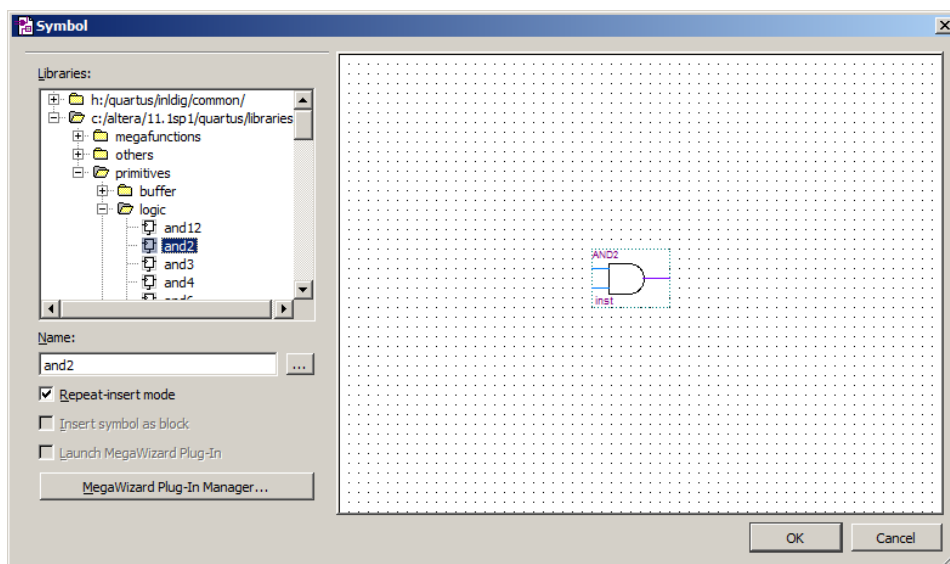 Symbol
Libraries:
h:/quartus/inldig/common/
c:/altera/11.1sp1/quartus/libraries
megafunctions
others
primitives
buffer
logic
and12
and2
and3
and4
Name:
and2
...
Repeat-insert mode
Insert symbol as block
Launch MegaWizard Plug-In
MegaWizard Plug-In Manager...
AND2
inst
OK
Cancel